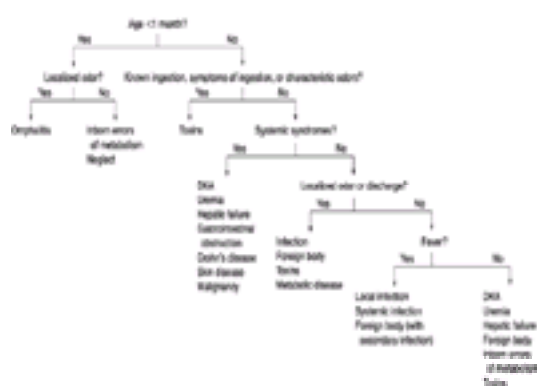 Age <1 month?
Yes No
Localized odor? Known ingestion, symptoms of ingestion, or characteristic odors?
Yes No Yes No
Omphalitis Inborn errors of metabolism Neglect
Toxins
Systemic syndromes?
Yes No
DKA
Uremia
Hepatic failure
Gastrointestinal
obstruction
Crohn's disease
Skin disease
Malignancy
Localized odor or discharge?
Yes No
Infection
Foreign body
Toxins
Metabolic disease
Fever?
Yes No
Local infection
Systemic infection
Foreign body (with
secondary infection)
DKA
Uremia
Hepatic failure
Foreign body
Inborn errors
of metabolism
Toxins